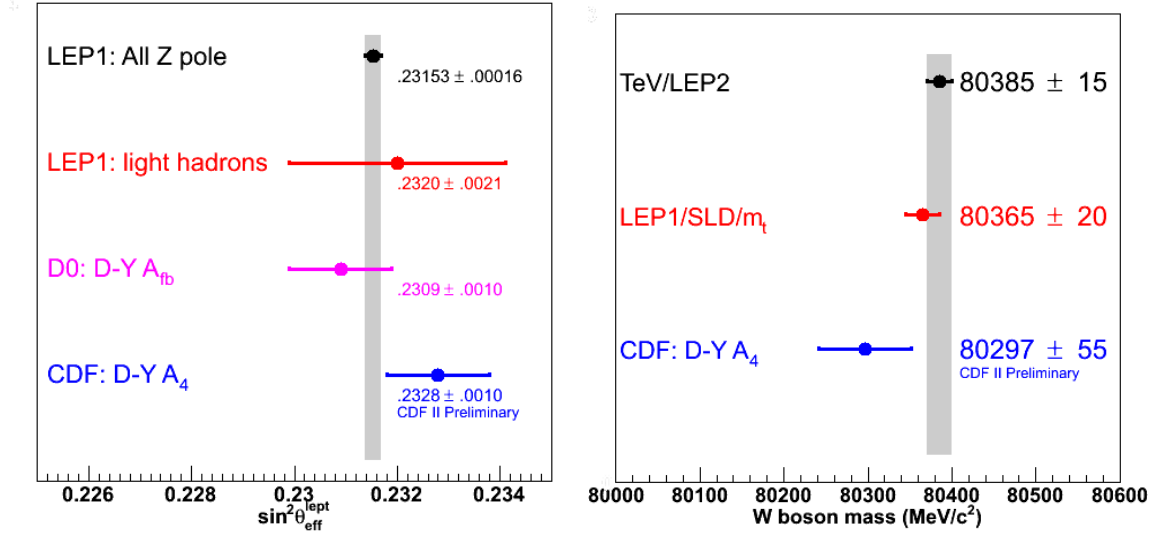 LEP1: All Z pole
.23153 ± .00016
LEP1: light hadrons
.2320 ± .0021
D0: D-Y A_fb
.2309 ± .0010
CDF: D-Y A_4
.2328 ± .0010
CDF II Preliminary
0.226 0.228 0.23 0.232 0.234
sin²θ_eff^lept
TeV/LEP2 80385 ± 15
LEP1/SLD/m_t 80365 ± 20
CDF: D-Y A_4 80297 ± 55
CDF II Preliminary
80000 80100 80200 80300 80400 80500 80600
W boson mass (MeV/c²)